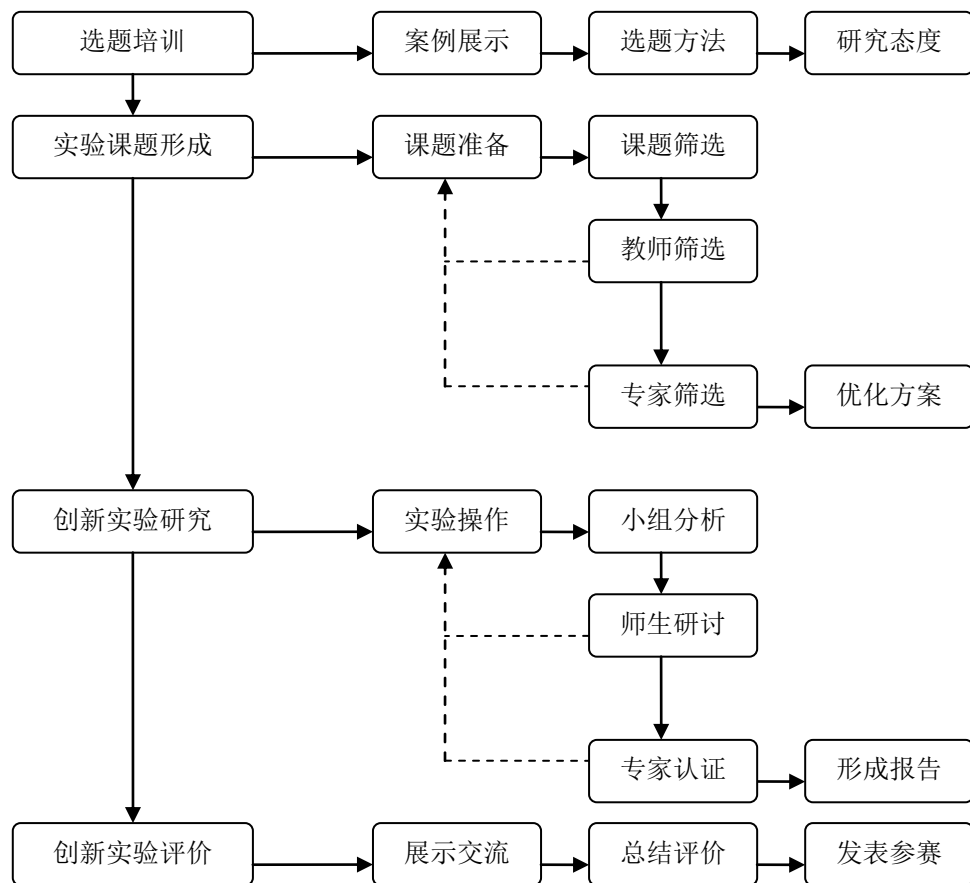 选题培训
案例展示
选题方法
研究态度
实验课题形成
课题准备
课题筛选
教师筛选
专家筛选
优化方案
创新实验研究
实验操作
小组分析
师生研讨
专家认证
形成报告
创新实验评价
展示交流
总结评价
发表参赛